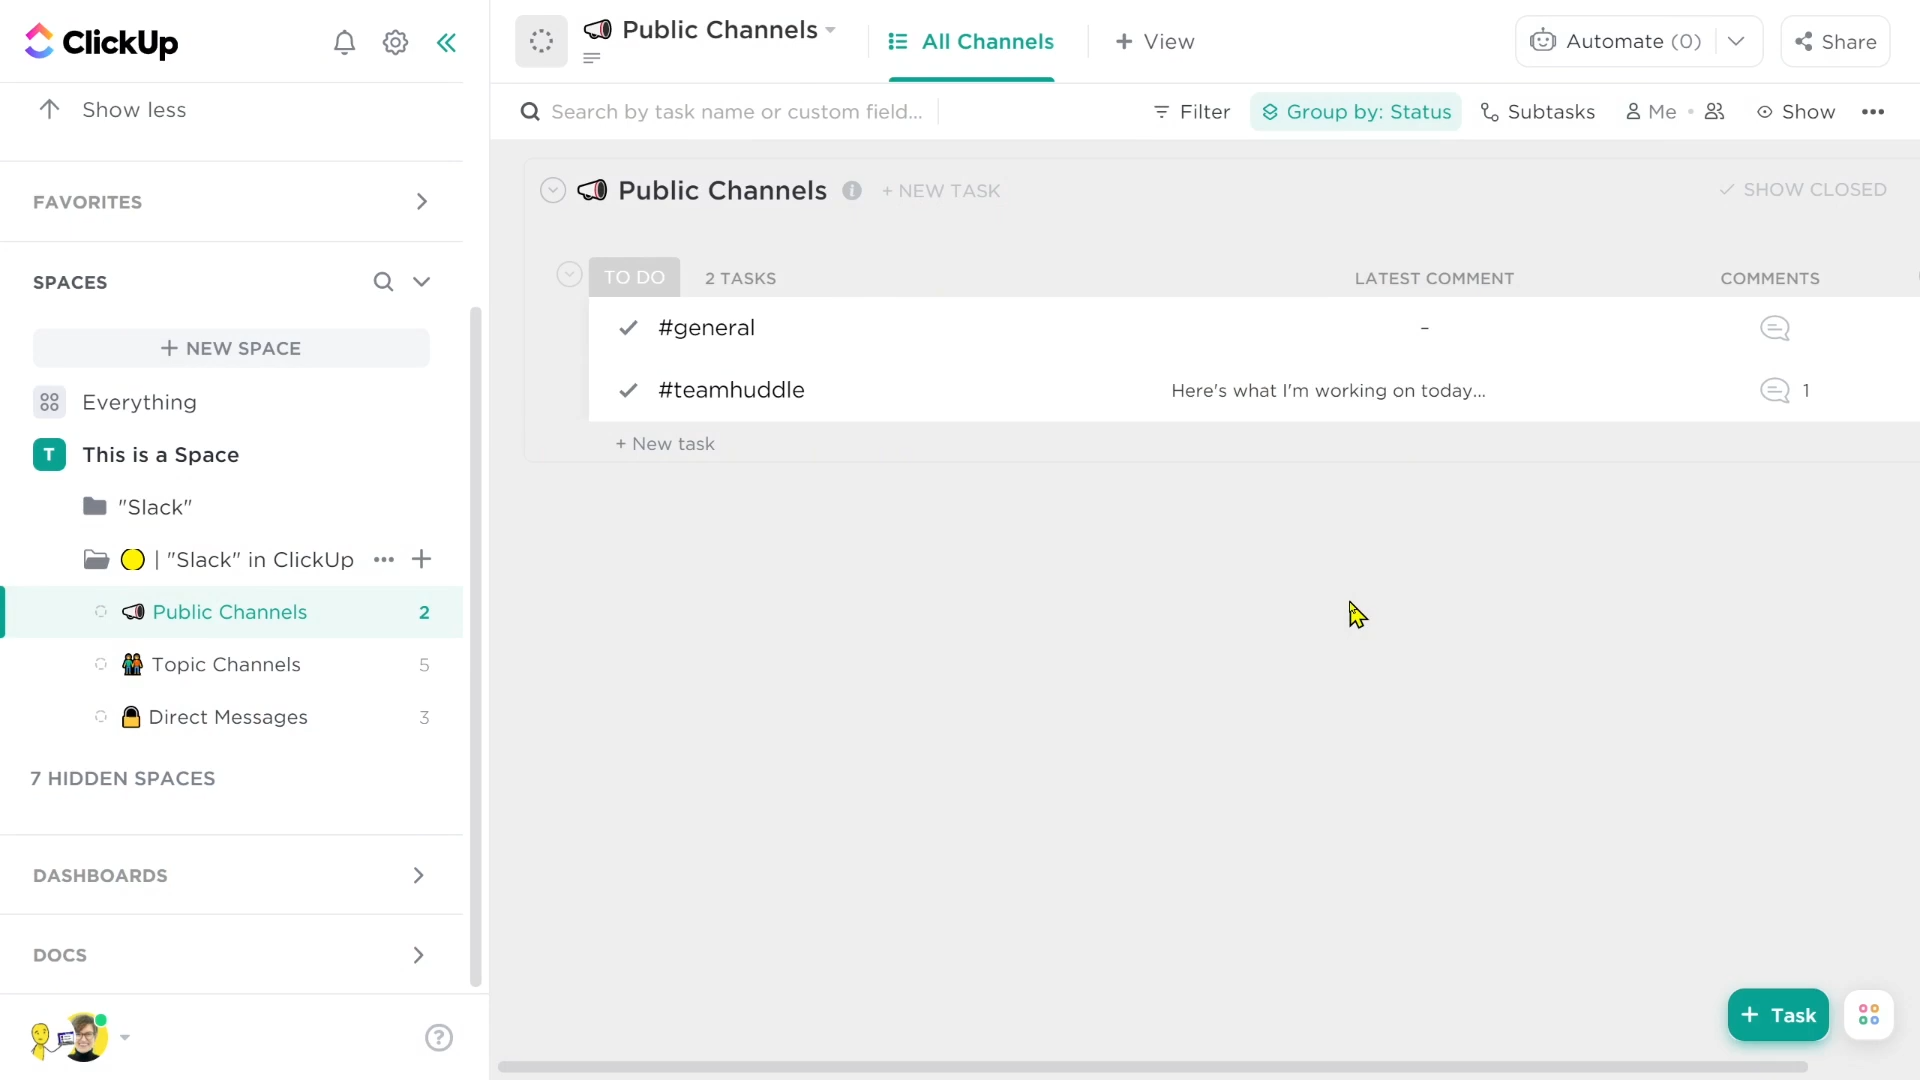 ClickUp
Show less
FAVORITES
SPACES
+ NEW SPACE
Everything
T This is a Space
"Slack"
| "Slack" in ClickUp
Public Channels 2
Topic Channels 5
Direct Messages 3
7 HIDDEN SPACES
DASHBOARDS
DOCS
Public Channels
All Channels
+ View
Automate (0)
Share
Search by task name or custom field...
Filter
Group by: Status
Subtasks
Me
Show
Public Channels + NEW TASK
SHOW CLOSED
TO DO 2 TASKS LATEST COMMENT COMMENTS
#general –
#teamhuddle Here's what I'm working on today... 1
+ New task
+ Task